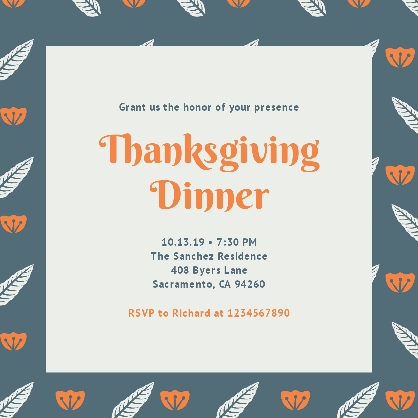 Grant us the honor of your presence
Thanksgiving
Dinner
10.13.19 • 7:30 PM
The Sanchez Residence
408 Byers Lane
Sacramento, CA 94260
RSVP to Richard at 1234567890